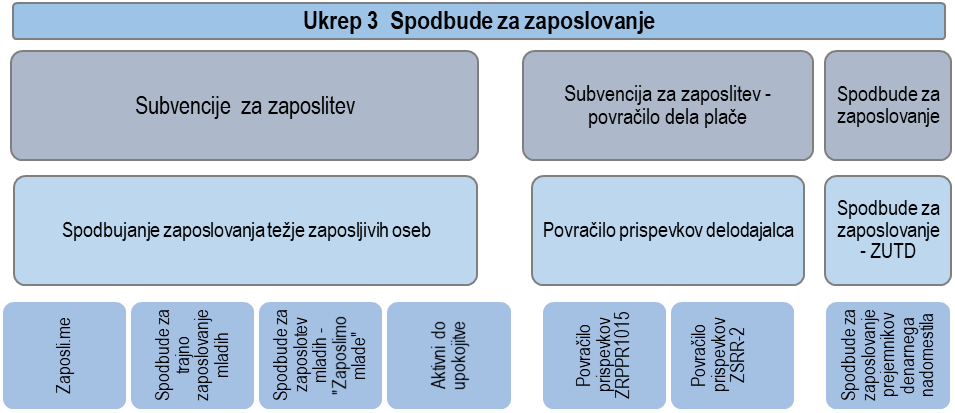 Ukrep 3 Spodbude za zaposlovanje
Subvencije za zaposlitev
Subvencija za zaposlitev -
povračilo dela plače
Spodbude za
zaposlovanje
Spodbujanje zaposlovanja težje zaposljivih oseb
Povračilo prispevkov delodajalca
Spodbude za
zaposlovanje
- ZUTD
Zaposli.me
Spodbude za
trajno
zaposlovanje
mladih
Spodbude za
zaposlotev
mladih -
"Zaposlimo
mlade"
Aktivni do
upokojitve
Povračilo
prispevkov
ZRPPR1015
Povračilo
prispevkov
ZSRR-2
Spodbude za
zaposlovanje
prejemnikov
denarnega
nadomestila